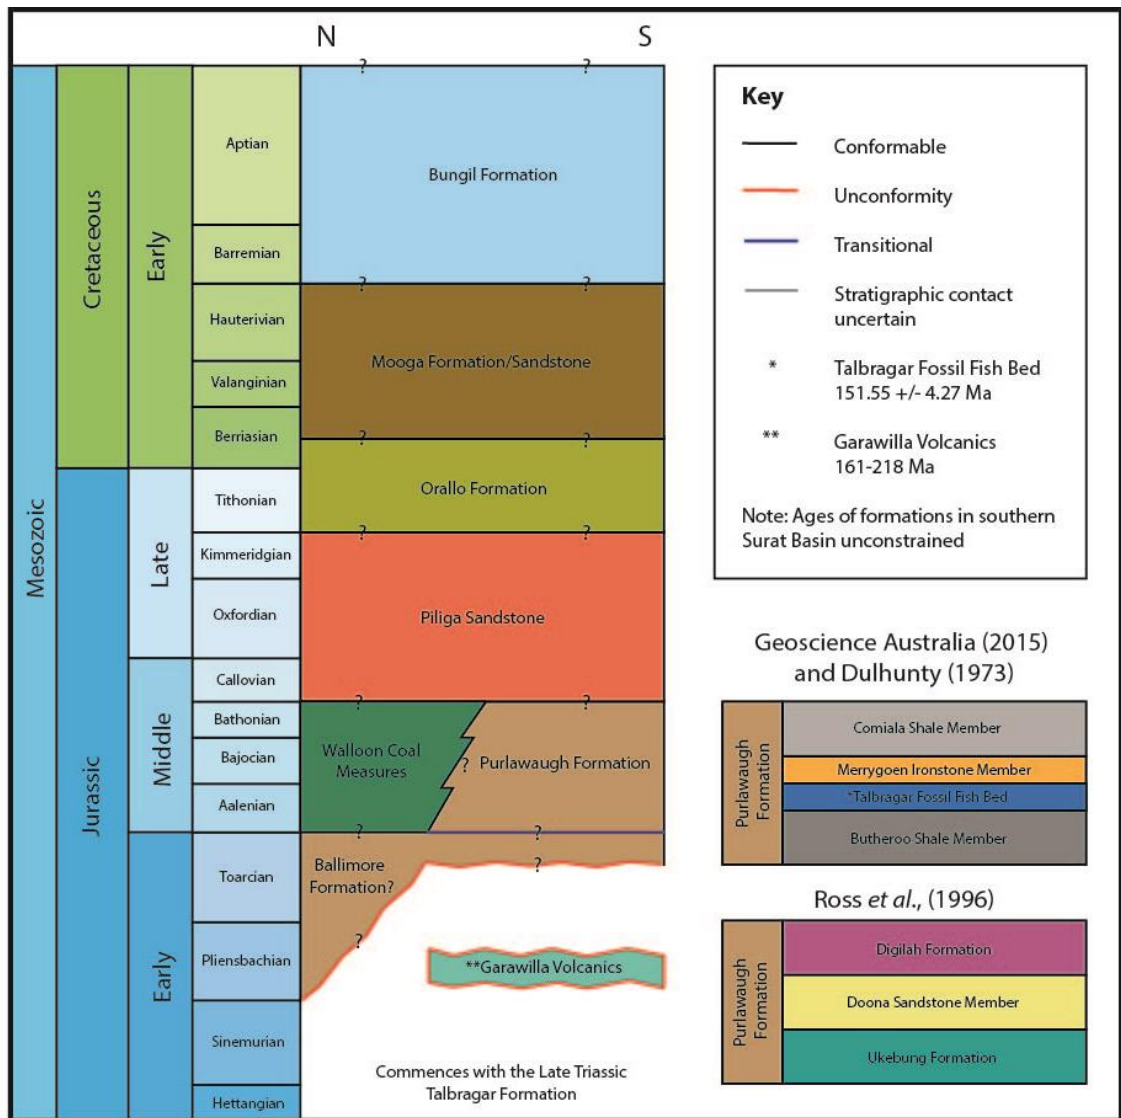 N
S
Mesozoic
Cretaceous
Jurassic
Early
Late
Middle
Early
Aptian
Barremian
Hauterivian
Valanginian
Berriasian
Tithonian
Kimmeridgian
Oxfordian
Callovian
Bathonian
Bajocian
Aalenian
Toarcian
Pliensbachian
Sinemurian
Hettangian
?
?
Bungil Formation
?
?
Mooga Formation/Sandstone
?
?
Orallo Formation
?
?
Piliga Sandstone
?
?
Walloon Coal
Measures
?
Purlawaugh Formation
?
?
Ballimore
Formation?
?
?
**Garawilla Volcanics
Commences with the Late Triassic
Talbragar Formation
Key
Conformable
Unconformity
Transitional
Stratigraphic contact
uncertain
*
Talbragar Fossil Fish Bed
151.55 +/- 4.27 Ma
**
Garawilla Volcanics
161-218 Ma
Note: Ages of formations in southern
Surat Basin unconstrained
Geoscience Australia (2015)
and Dulhunty (1973)
Purlawaugh
Formation
Comiala Shale Member
Merrygoen Ironstone Member
*Talbragar Fossil Fish Bed
Butheroo Shale Member
Ross et al., (1996)
Purlawaugh
Formation
Digilah Formation
Doona Sandstone Member
Ukebung Formation